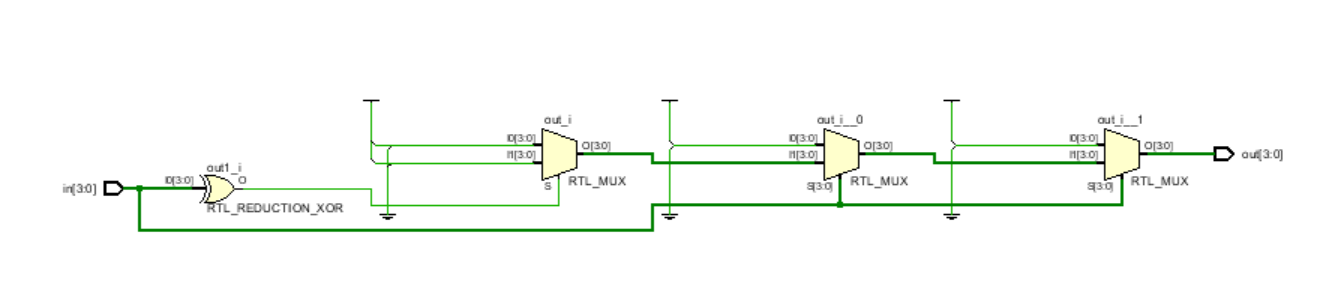 in[3:0]
I0[3:0]
out1_i
O
RTL_REDUCTION_XOR
out_i
I0[3:0]
I1[3:0]
O[3:0]
S
RTL_MUX
out_i__0
I0[3:0]
I1[3:0]
O[3:0]
S[3:0]
RTL_MUX
out_i__1
I0[3:0]
I1[3:0]
O[3:0]
S[3:0]
RTL_MUX
out[3:0]